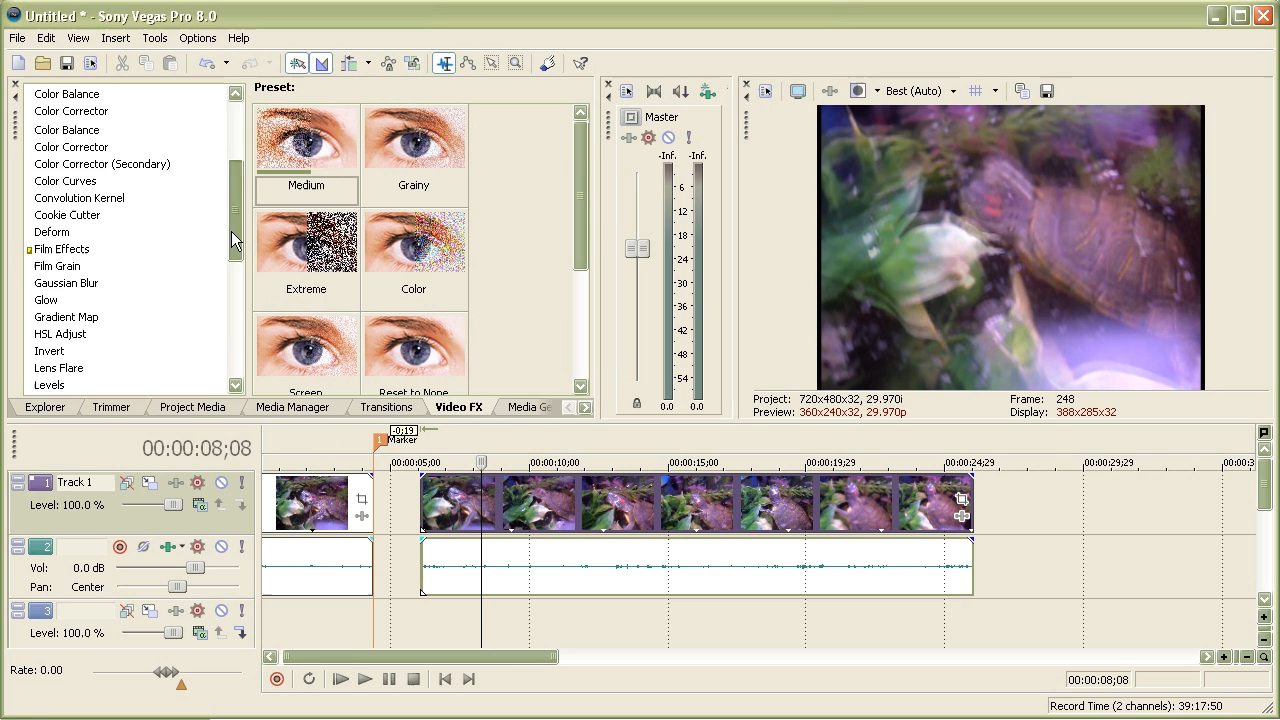 Untitled * - Sony Vegas Pro 8.0
File Edit View Insert Tools Options Help
Color Balance
Color Corrector
Color Balance
Color Corrector
Color Corrector (Secondary)
Color Curves
Convolution Kernel
Cookie Cutter
Deform
Film Effects
Film Grain
Gaussian Blur
Glow
Gradient Map
HSL Adjust
Invert
Lens Flare
Levels
Preset:
Medium Grainy
Extreme Color
Screen Reset to None
Explorer Trimmer Project Media Media Manager Transitions Video FX Media Ge
Master
-Inf. -Inf.
6
12
18
24
30
36
42
48
54
0.0 0.0
Best (Auto)
Project: 720x480x32, 29.970i Frame: 248
Preview: 360x240x32, 29.970p Display: 388x285x32
00:00:08;08
-0;19
1 Marker
00:00:05;00 00:00:10;00 00:00:15;00 00:00:19;29 00:00:24;29 00:00:29;29 00:00:3
1 Track 1
Level: 100.0 %
2
Vol: 0.0 dB
Pan: Center
3
Level: 100.0 %
Rate: 0.00
00:00:08;08
Record Time (2 channels): 39:17:50